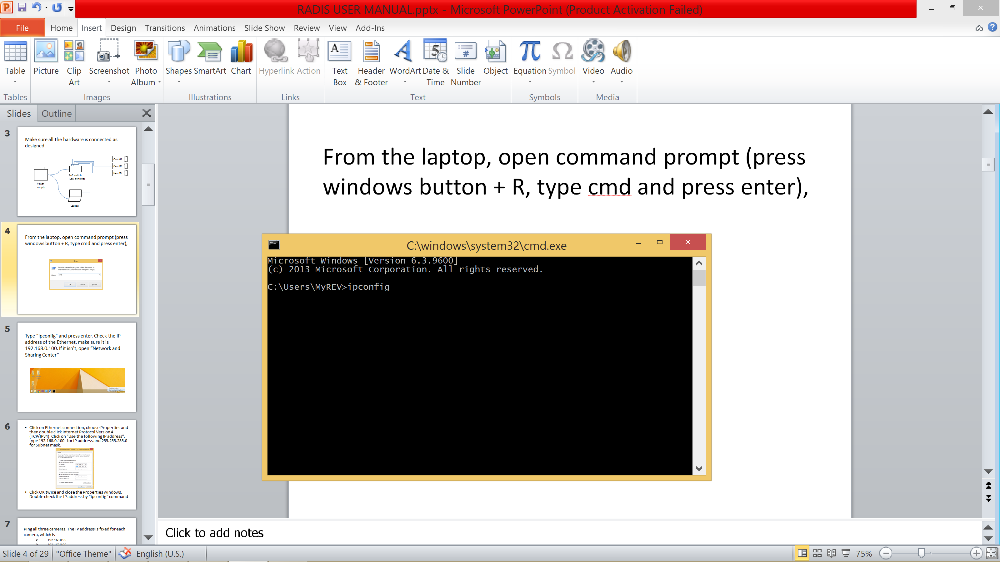 RADIS USER MANUAL.pptx - Microsoft PowerPoint (Product Activation Failed)
File Home Insert Design Transitions Animations Slide Show Review View Add-Ins
Table Picture Clip Art Screenshot Photo Album Shapes SmartArt Chart Hyperlink Action Text Box Header & Footer WordArt Date & Time Slide Number Object Equation Symbol Video Audio
Tables Images Illustrations Links Text Symbols Media
Slides Outline
3
Make sure all the hardware is connected as
designed.
Cam #1
Cam #2
Cam #3
PoE switch
(LED blinking)
Power
supply
Laptop
4
From the laptop, open command prompt (press
windows button + R, type cmd and press enter),
Run
Type the name of a program, folder, document, or
Internet resource, and Windows will open it for you.
Open: cmd
OK Cancel Browse...
5
Type "ipconfig" and press enter. Check the IP
address of the Ethernet, make sure it is
192.168.0.100. If it isn't, open “Network and
Sharing Center”
6
• Click on Ethernet connection, choose Properties and
then double click Internet Protocol Version 4
(TCP/IPv4). Click on “Use the following IP address”,
type 192.168.0.100 for IP address and 255.255.255.0
for Subnet mask.
• Click OK twice and close the Properties windows.
Double check the IP address by “ipconfig” command
7
Ping all three cameras. The IP address is fixed for each
camera, which is
➢ 192.168.0.95
From the laptop, open command prompt (press
windows button + R, type cmd and press enter),
C:\windows\system32\cmd.exe
Microsoft Windows [Version 6.3.9600]
(c) 2013 Microsoft Corporation. All rights reserved.
C:\Users\MyREV>ipconfig
Click to add notes
Slide 4 of 29 "Office Theme" English (U.S.) 75%